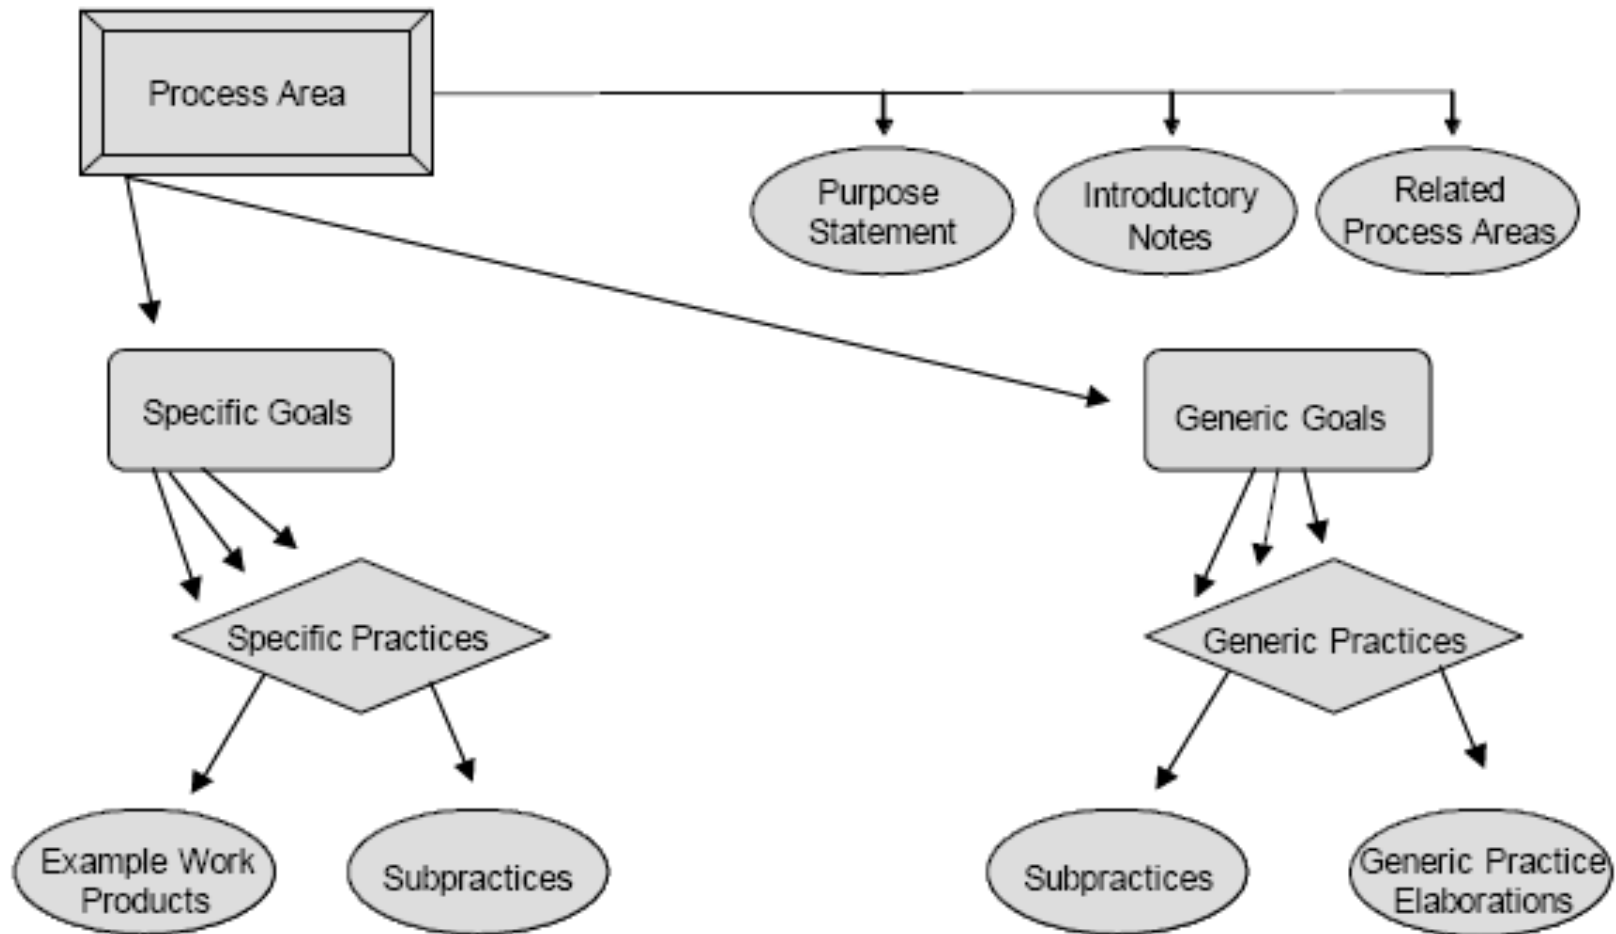 Process Area
Purpose
Statement
Introductory
Notes
Related
Process Areas
Specific Goals
Generic Goals
Specific Practices
Generic Practices
Example Work
Products
Subpractices
Subpractices
Generic Practice
Elaborations